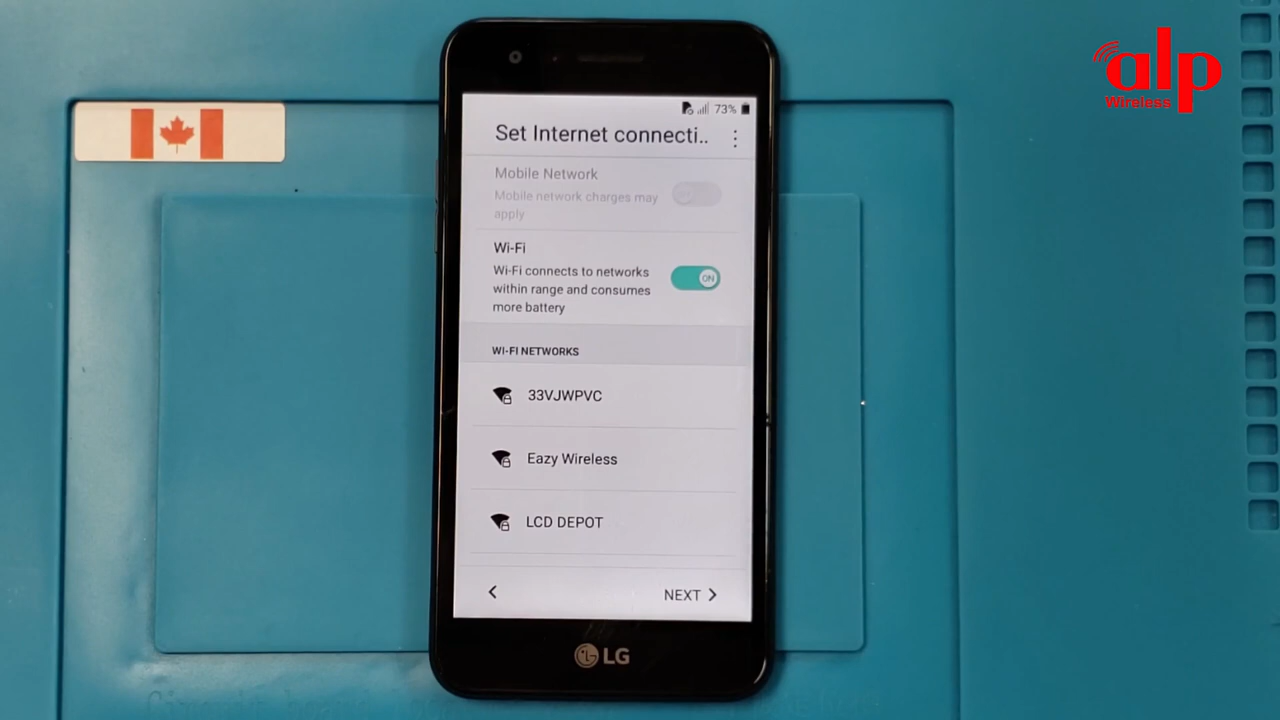 alp
Wireless
73%
Set Internet connecti..
Mobile Network
Mobile network charges may
apply
Wi-Fi
Wi-Fi connects to networks
within range and consumes
more battery
ON
WI-FI NETWORKS
33VJWPVC
Eazy Wireless
LCD DEPOT
NEXT
LG